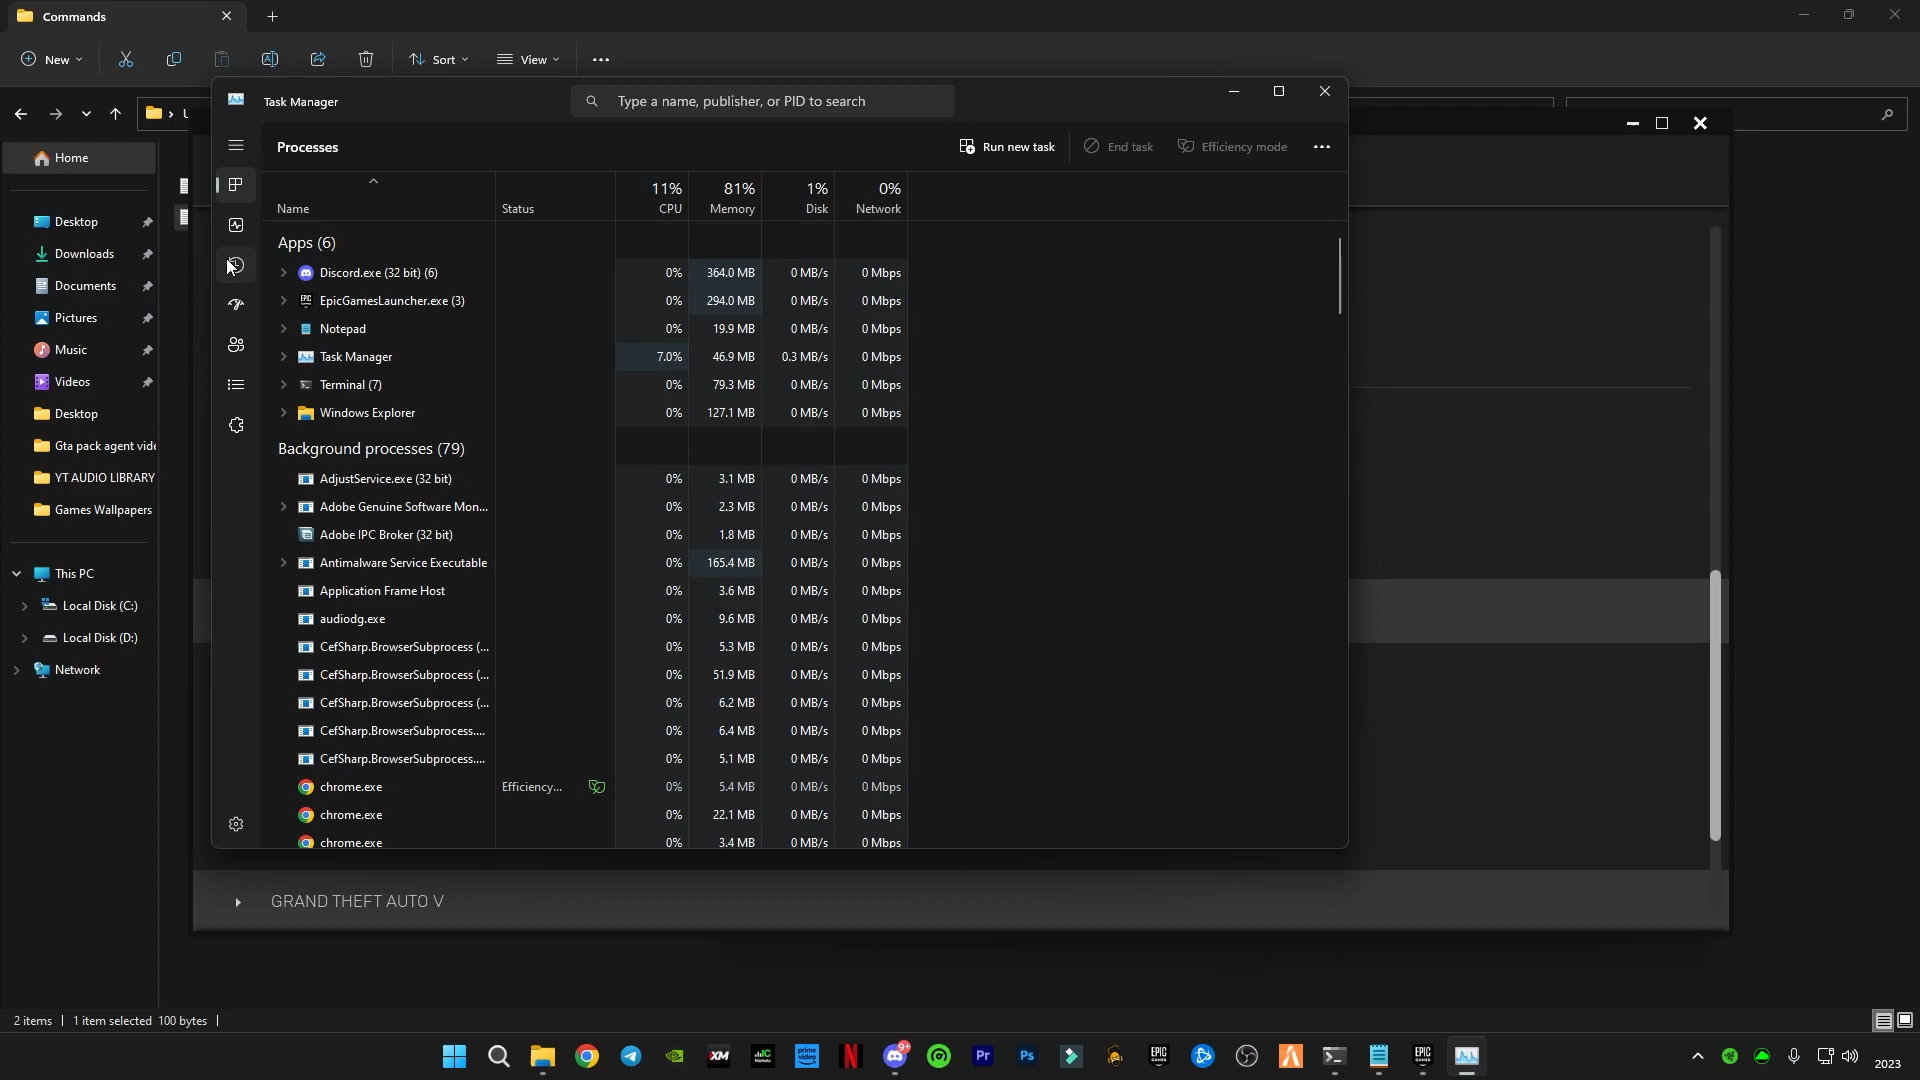 Commands
New
Sort
View
Task Manager
Type a name, publisher, or PID to search
Processes
Run new task
End task
Efficiency mode
Home
Desktop
Downloads
Documents
Pictures
Music
Videos
Desktop
Gta pack agent vide
YT AUDIO LIBRARY
Games Wallpapers
This PC
Local Disk (C:)
Local Disk (D:)
Network
11% 81% 1% 0%
Name Status CPU Memory Disk Network
Apps (6)
Discord.exe (32 bit) (6) 0% 364.0 MB 0 MB/s 0 Mbps
EpicGamesLauncher.exe (3) 0% 294.0 MB 0 MB/s 0 Mbps
Notepad 0% 19.9 MB 0 MB/s 0 Mbps
Task Manager 7.0% 46.9 MB 0.3 MB/s 0 Mbps
Terminal (7) 0% 79.3 MB 0 MB/s 0 Mbps
Windows Explorer 0% 127.1 MB 0 MB/s 0 Mbps
Background processes (79)
AdjustService.exe (32 bit) 0% 3.1 MB 0 MB/s 0 Mbps
Adobe Genuine Software Mon... 0% 2.3 MB 0 MB/s 0 Mbps
Adobe IPC Broker (32 bit) 0% 1.8 MB 0 MB/s 0 Mbps
Antimalware Service Executable 0% 165.4 MB 0 MB/s 0 Mbps
Application Frame Host 0% 3.6 MB 0 MB/s 0 Mbps
audiodg.exe 0% 9.6 MB 0 MB/s 0 Mbps
CefSharp.BrowserSubprocess (... 0% 5.3 MB 0 MB/s 0 Mbps
CefSharp.BrowserSubprocess (... 0% 51.9 MB 0 MB/s 0 Mbps
CefSharp.BrowserSubprocess (... 0% 6.2 MB 0 MB/s 0 Mbps
CefSharp.BrowserSubprocess.... 0% 6.4 MB 0 MB/s 0 Mbps
CefSharp.BrowserSubprocess.... 0% 5.1 MB 0 MB/s 0 Mbps
chrome.exe Efficiency... 0% 5.4 MB 0 MB/s 0 Mbps
chrome.exe 0% 22.1 MB 0 MB/s 0 Mbps
chrome.exe 0% 3.4 MB 0 MB/s 0 Mbps
GRAND THEFT AUTO V
2 items 1 item selected 100 bytes
XM
prime video
N
9+
Pr
Ps
EPIC GAMES
EPIC GAMES
2023